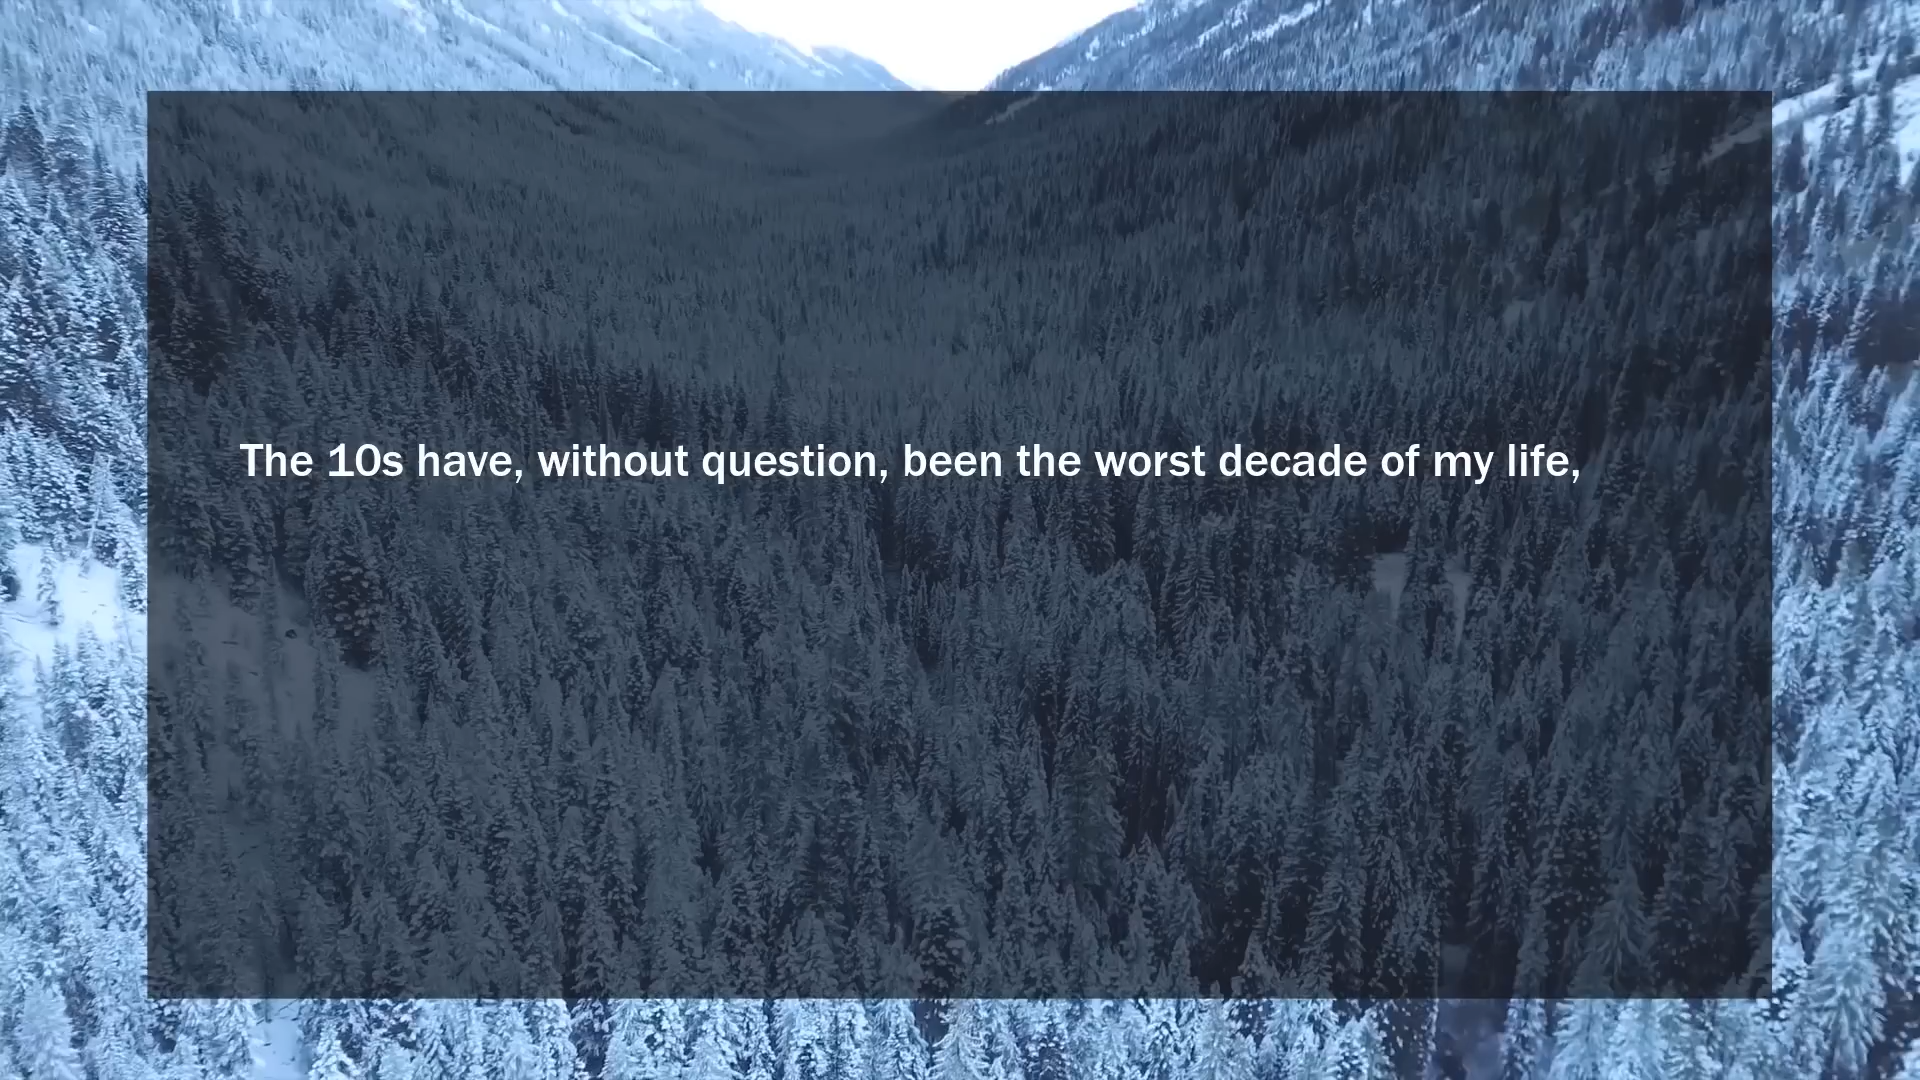 The 10s have, without question, been the worst decade of my life,